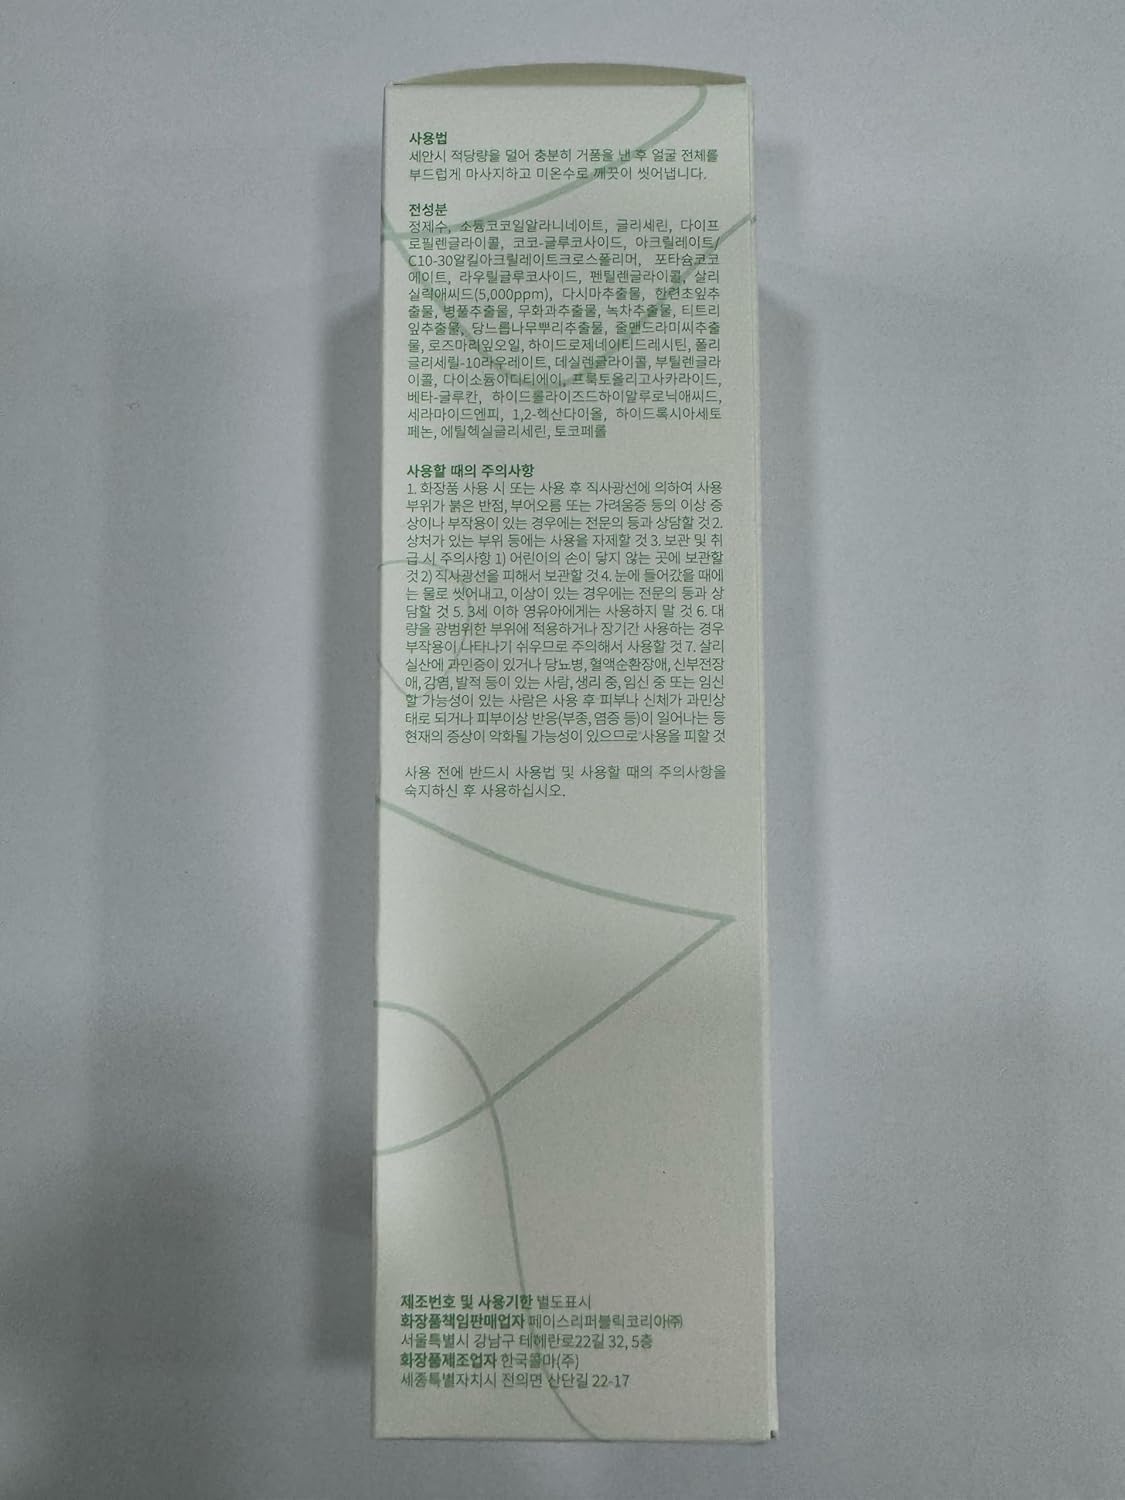 사용법
세안시 적당량을 덜어 충분히 거품을 낸 후 얼굴 전체를
부드럽게 마사지하고 미온수로 깨끗이 씻어냅니다.
전성분
정제수, 소듐코코일알라니네이트, 글리세린, 다이프
로필렌글라이콜, 코코-글루코사이드, 아크릴레이트/
C10-30알킬아크릴레이트크로스폴리머, 포타슘코코
에이트, 라우릴글루코사이드, 펜틸렌글라이콜, 살리
실릭애씨드(5,000ppm), 다시마추출물, 한련초잎추
출물, 병풀추출물, 무화과추출물, 녹차추출물, 티트리
잎추출물, 당느릅나무뿌리추출물, 줄맨드라미씨추출
물, 로즈마리잎오일, 하이드로제네이티드레시틴, 폴리
글리세릴-10라우레이트, 데실렌글라이콜, 부틸렌글라
이콜, 다이소듐이디티에이, 프룩토올리고사카라이드,
베타-글루칸, 하이드롤라이즈드하이알루로닉애씨드,
세라마이드엔피, 1,2-헥산다이올, 하이드록시아세토
페논, 에틸헥실글리세린, 토코페롤
사용할 때의 주의사항
1. 화장품 사용 시 또는 사용 후 직사광선에 의하여 사용
부위가 붉은 반점, 부어오름 또는 가려움증 등의 이상 증
상이나 부작용이 있는 경우에는 전문의 등과 상담할 것 2.
상처가 있는 부위 등에는 사용을 자제할 것 3. 보관 및 취
급 시 주의사항 1) 어린이의 손이 닿지 않는 곳에 보관할
것 2) 직사광선을 피해서 보관할 것 4. 눈에 들어갔을 때에
는 물로 씻어내고, 이상이 있는 경우에는 전문의 등과 상
담할 것 5. 3세 이하 영유아에게는 사용하지 말 것 6. 대
량을 광범위한 부위에 적용하거나 장기간 사용하는 경우
부작용이 나타나기 쉬우므로 주의해서 사용할 것 7. 살리
실산에 과민증이 있거나 당뇨병, 혈액순환장애, 신부전장
애, 감염, 발적 등이 있는 사람, 생리 중, 임신 중 또는 임신
할 가능성이 있는 사람은 사용 후 피부나 신체가 과민상
태로 되거나 피부이상 반응(부종, 염증 등)이 일어나는 등
현재의 증상이 악화될 가능성이 있으므로 사용을 피할 것
사용 전에 반드시 사용법 및 사용할 때의 주의사항을
숙지하신 후 사용하십시오.
제조번호 및 사용기한 별도표시
화장품책임판매업자 페이스리퍼블릭코리아㈜
서울특별시 강남구 테헤란로22길 32, 5층
화장품제조업자 한국콜마(주)
세종특별자치시 전의면 산단길 22-17